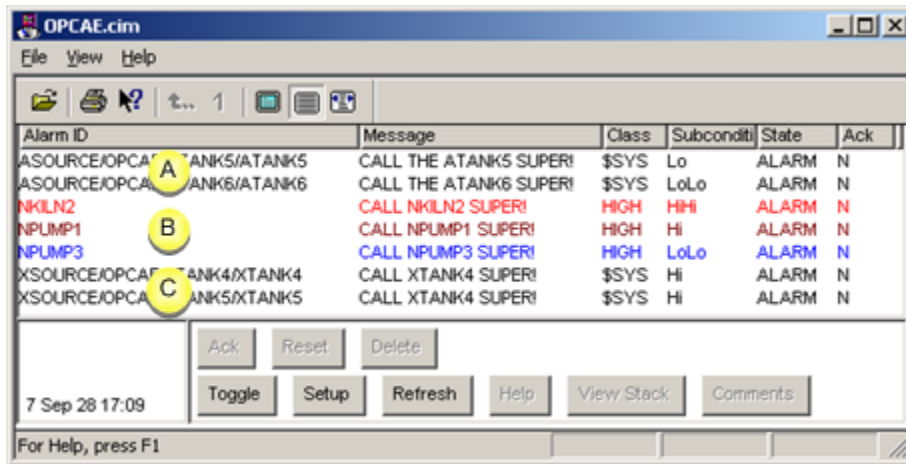 OPCAE.cim
File View Help
1
Alarm ID Message Class Subconditi State Ack
ASOURCE/OPCAE ANK5/ATANK5 CALL THE ATANK5 SUPER! $SYS Lo ALARM N
A
ASOURCE/OPCAE ANK6/ATANK6 CALL THE ATANK6 SUPER! $SYS LoLo ALARM N
NKILN2 CALL NKILN2 SUPER! HIGH HiHi ALARM N
NPUMP1 CALL NPUMP1 SUPER! HIGH Hi ALARM N
B
NPUMP3 CALL NPUMP3 SUPER! HIGH LoLo ALARM N
XSOURCE/OPCAE ANK4/XTANK4 CALL XTANK4 SUPER! $SYS Hi ALARM N
C
XSOURCE/OPCAE ANK5/XTANK5 CALL XTANK4 SUPER! $SYS Hi ALARM N
Ack Reset Delete
Toggle Setup Refresh Help View Stack Comments
7 Sep 28 17:09
For Help, press F1